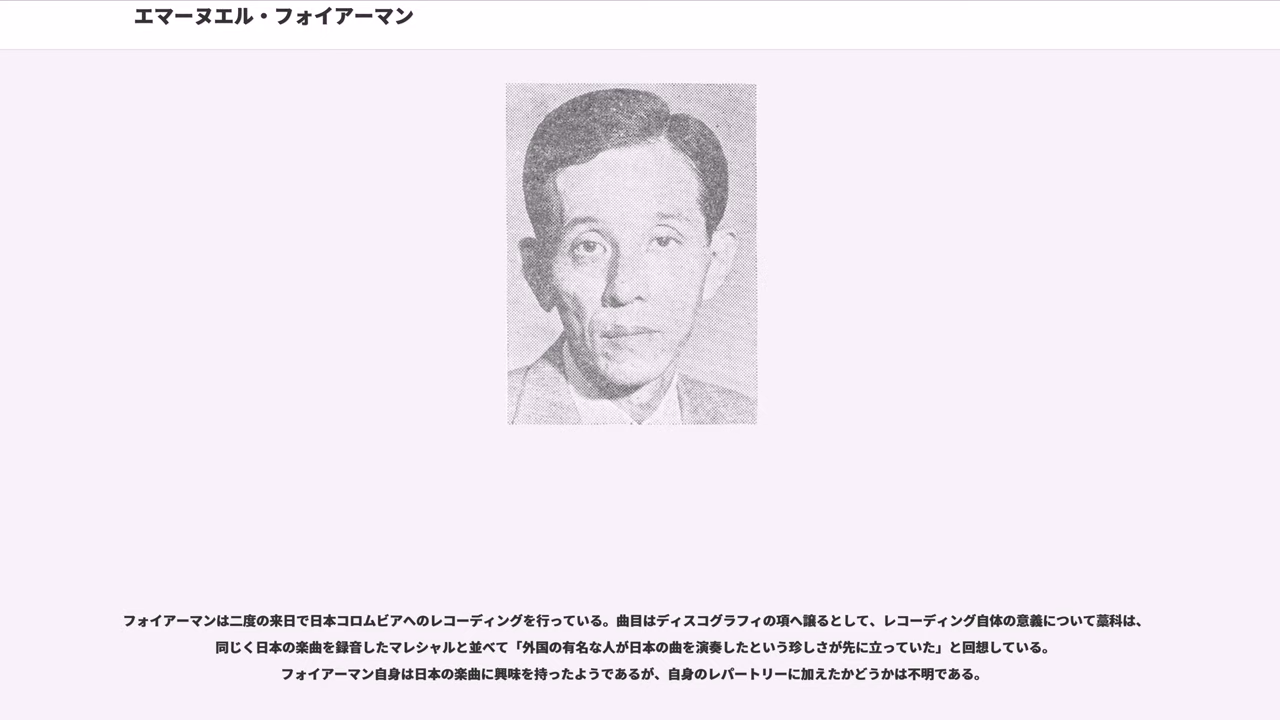 エマーヌエル・フォイアーマン
フォイアーマンは二度の来日で日本コロムビアへのレコーディングを行っている。曲目はディスコグラフィの項へ譲るとして、レコーディング自体の意義について藁科は、
同じく日本の楽曲を録音したマレシャルと並べて「外国の有名な人が日本の曲を演奏したという珍しさが先に立っていた」と回想している。
フォイアーマン自身は日本の楽曲に興味を持ったようであるが、自身のレパートリーに加えたかどうかは不明である。